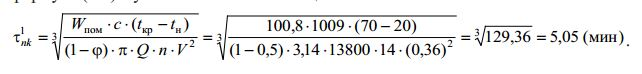 τ¹ₙₖ = ∛(Wпом · c · (tкр − tн) / ((1 − φ) · π · Q · n · V²)) = ∛(100,8 · 1009 · (70 − 20) / ((1 − 0,5) · 3,14 · 13800 · 14 · (0,36)²)) = ∛129,36 = 5,05 (мин) .